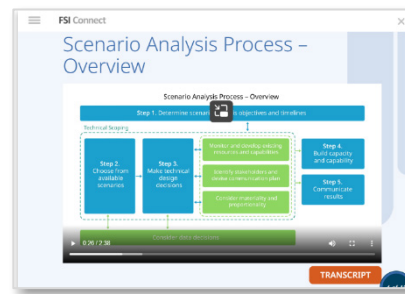 FSI Connect
Scenario Analysis Process –
Overview
Scenario Analysis Process – Overview
Step 1. Determine scenario objectives and timelines
Technical Scoping
Step 2.
Choose from
available
scenarios
Step 3.
Make technical
design
decisions
Monitor and develop existing
resources and capabilities
Identify stakeholders and
communication plan
Consider materiality and
proportionality
Step 4.
Build capacity
and capability
Step 5.
Communicate
results
Consider data decisions
0:26 / 2:38
TRANSCRIPT